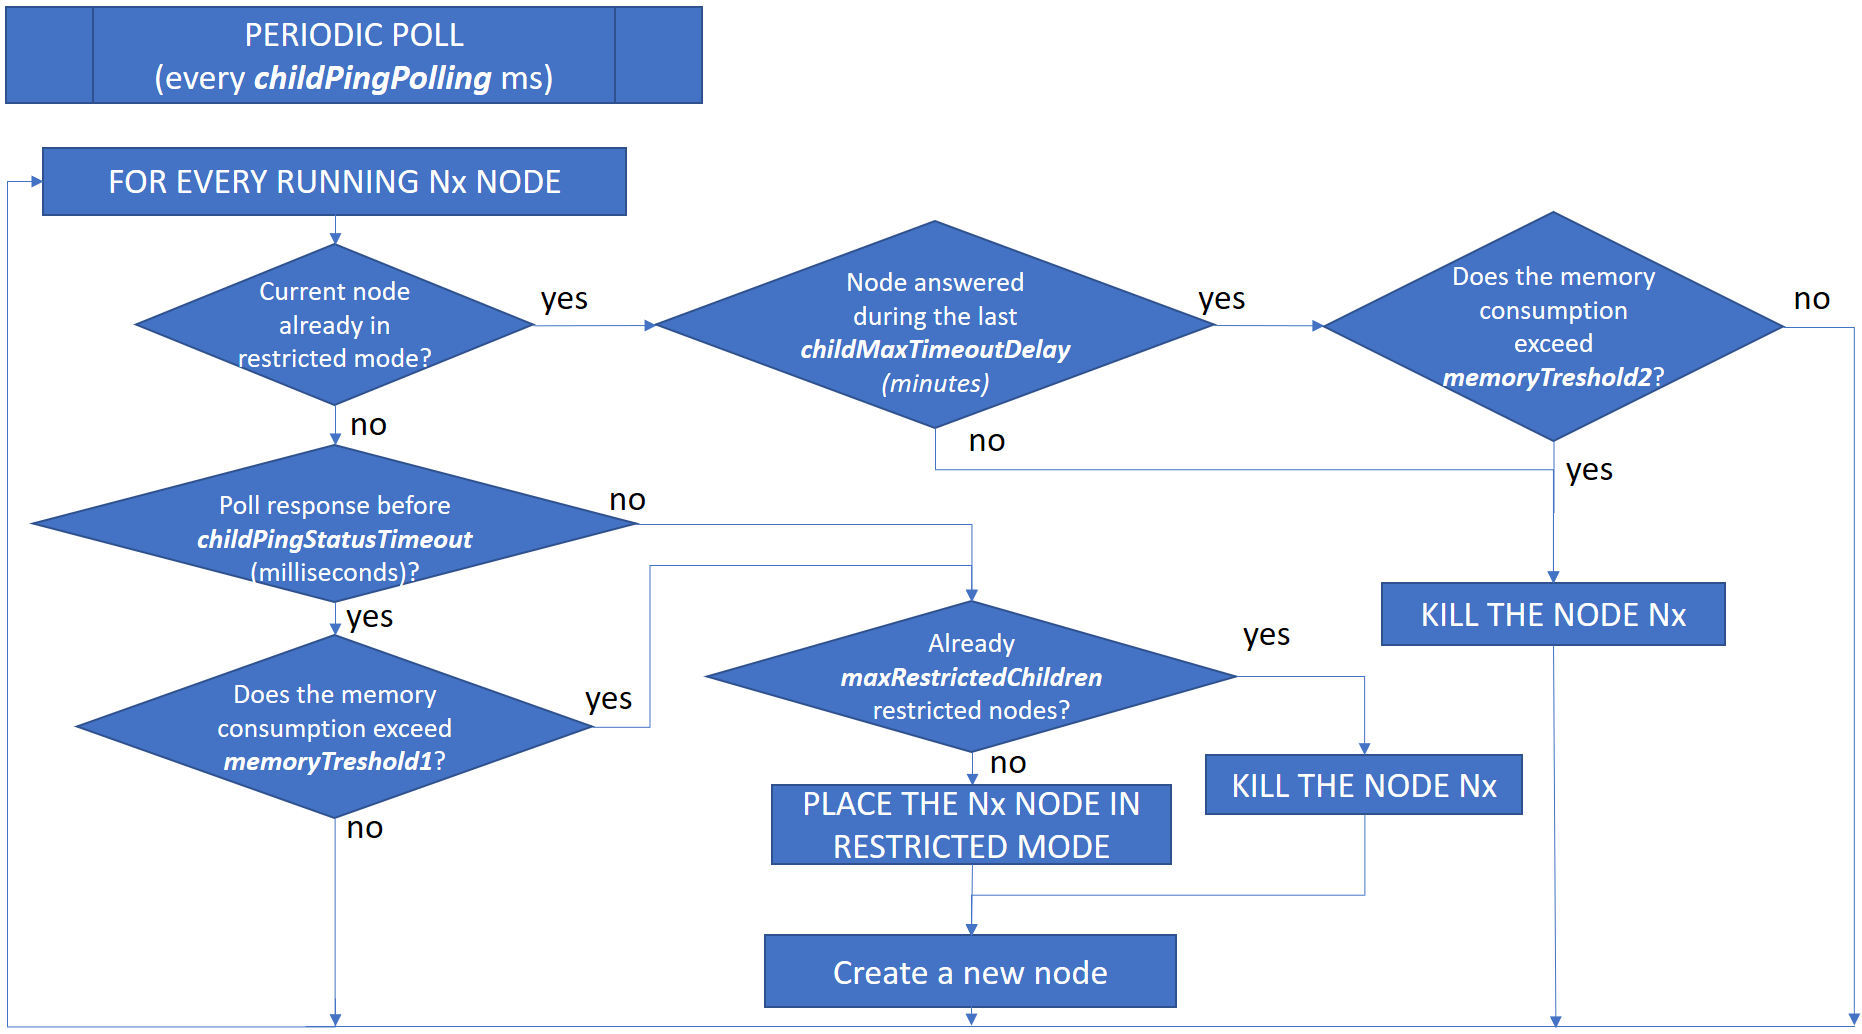 PERIODIC POLL
(every childPingPolling ms)
FOR EVERY RUNNING Nx NODE
Current node
already in
restricted mode?
yes
Node answered
during the last
childMaxTimeoutDelay
(minutes)
yes
Does the memory
consumption
exceed
memoryTreshold2?
no
no
no
yes
Poll response before
childPingStatusTimeout
(milliseconds)?
no
yes
KILL THE NODE Nx
Does the memory
consumption exceed
memoryTreshold1?
yes
Already
maxRestrictedChildren
restricted nodes?
yes
no
no
PLACE THE Nx NODE IN
RESTRICTED MODE
KILL THE NODE Nx
Create a new node